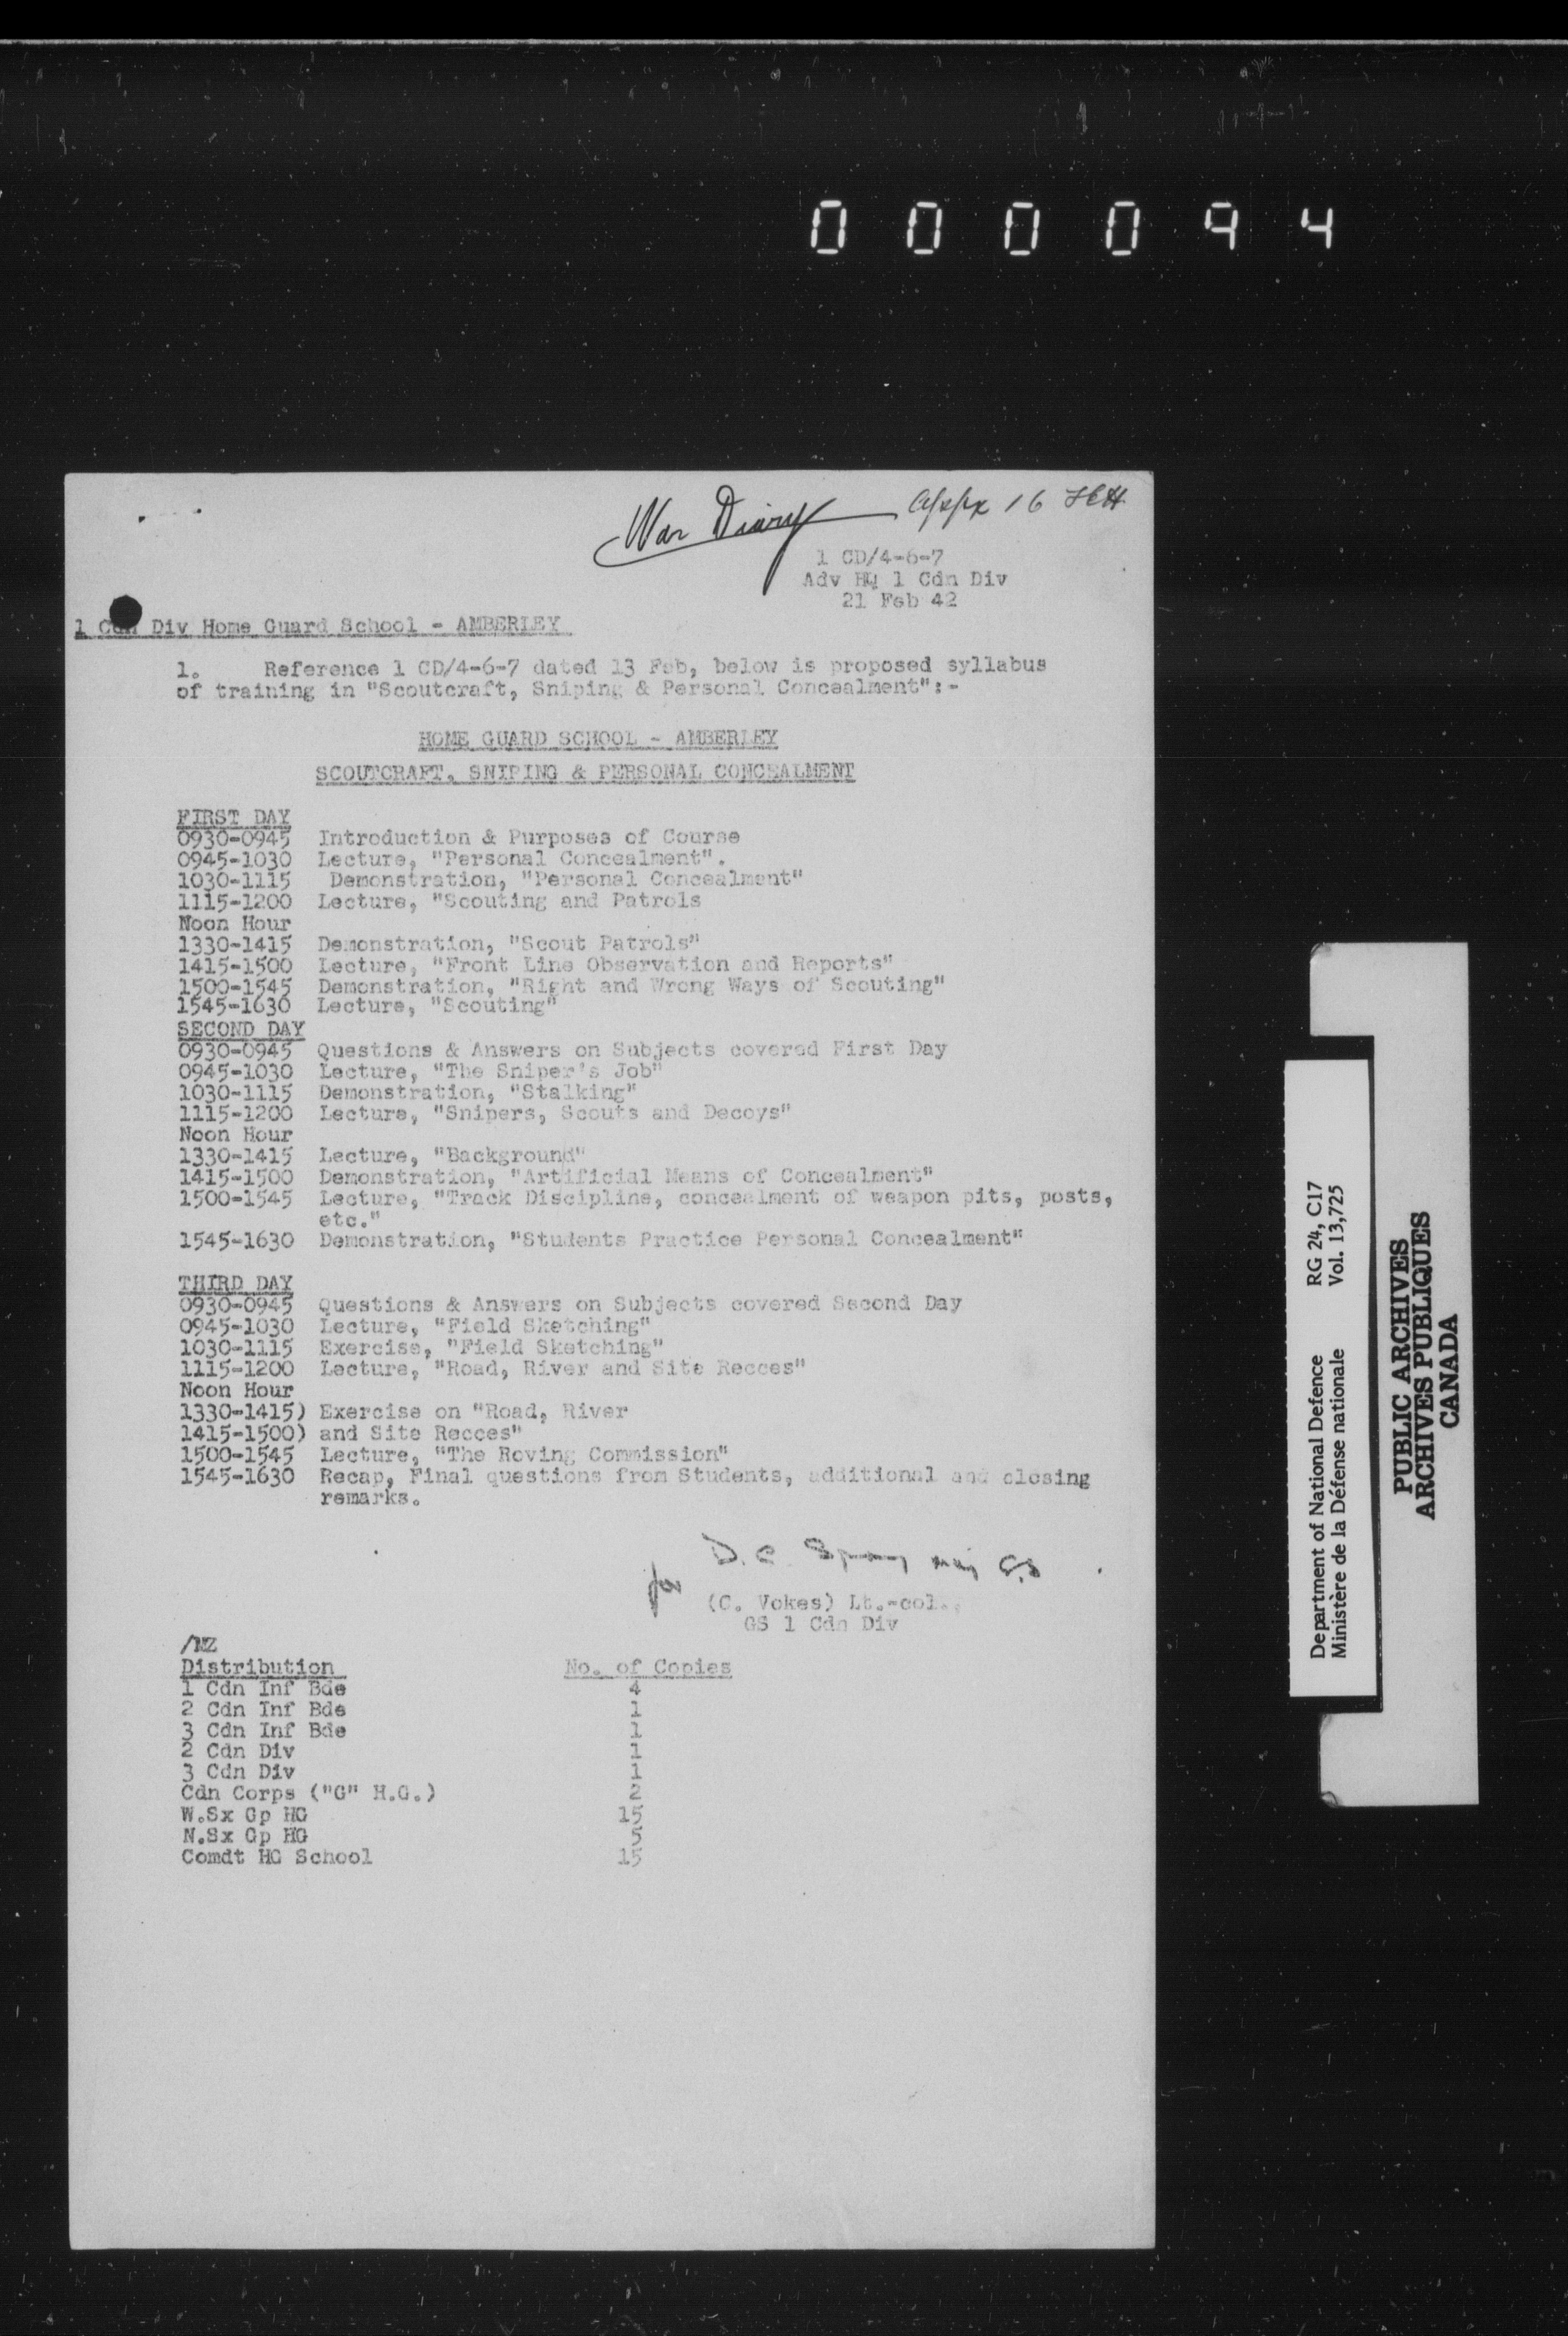 000094
War Diary appx 16
1 CD/4-6-7
Adv HQ 1 Cdn Div
21 Feb 42
1 Cdn Div Home Guard School - AMBERLEY
1. Reference 1 CD/4-6-7 dated 13 Feb, below is proposed syllabus
of training in "Scoutcraft, Sniping & Personal Concealment":-
HOME GUARD SCHOOL - AMBERLEY
SCOUTCRAFT, SNIPING & PERSONAL CONCEALMENT
FIRST DAY
0930-0945 Introduction & Purposes of Course
0945-1030 Lecture, "Personal Concealment".
1030-1115 Demonstration, "Personal Concealment"
1115-1200 Lecture, "Scouting and Patrols
Noon Hour
1330-1415 Demonstration, "Scout Patrols"
1415-1500 Lecture, "Front Line Observation and Reports"
1500-1545 Demonstration, "Right and Wrong Ways of Scouting"
1545-1630 Lecture, "Scouting"
SECOND DAY
0930-0945 Questions & Answers on Subjects covered First Day
0945-1030 Lecture, "The Sniper's Job"
1030-1115 Demonstration, "Stalking"
1115-1200 Lecture, "Snipers, Scouts and Decoys"
Noon Hour
1330-1415 Lecture, "Background"
1415-1500 Demonstration, "Artificial Means of Concealment"
1500-1545 Lecture, "Track Discipline, concealment of weapon pits, posts,
etc."
1545-1630 Demonstration, "Students Practice Personal Concealment"
THIRD DAY
0930-0945 Questions & Answers on Subjects covered Second Day
0945-1030 Lecture, "Field Sketching"
1030-1115 Exercise, "Field Sketching"
1115-1200 Lecture, "Road, River and Site Recces"
Noon Hour
1330-1415) Exercise on "Road, River
1415-1500) and Site Recces"
1500-1545 Lecture, "The Roving Commission"
1545-1630 Recap, Final questions from Students, additional and closing
remarks.
for D.C. Spry maj GS
(C. Vokes) Lt.-col.,
GS 1 Cdn Div
/MZ
Distribution No. of Copies
1 Cdn Inf Bde 4
2 Cdn Inf Bde 1
3 Cdn Inf Bde 1
2 Cdn Div 1
3 Cdn Div 1
Cdn Corps ("G" H.G.) 2
W.Sx Gp HG 15
N.Sx Gp HG 5
Comdt HG School 15
Department of National Defence RG 24, C17
Ministère de la Défense nationale Vol. 13,725
PUBLIC ARCHIVES
ARCHIVES PUBLIQUES
CANADA